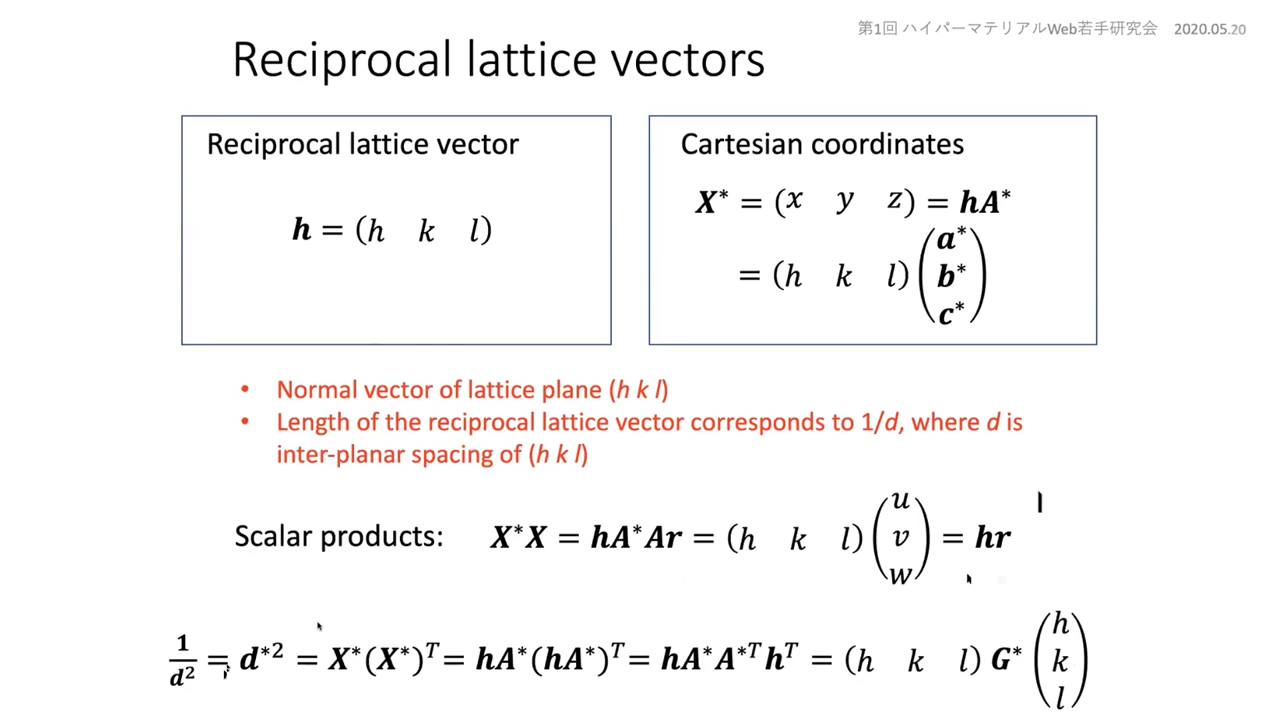 第1回 ハイパーマテリアルWeb若手研究会 2020.05.20
Reciprocal lattice vectors
Reciprocal lattice vector
h = (h k l)
Cartesian coordinates
X* = (x y z) = hA*
= (h k l) (a* b* c*)
• Normal vector of lattice plane (h k l)
• Length of the reciprocal lattice vector corresponds to 1/d, where d is
inter-planar spacing of (h k l)
Scalar products: X*X = hA*Ar = (h k l) (u v w) = hr
1/d² = d*² = X*(X*)ᵀ = hA*(hA*)ᵀ = hA*A*ᵀhᵀ = (h k l) G* (h k l)